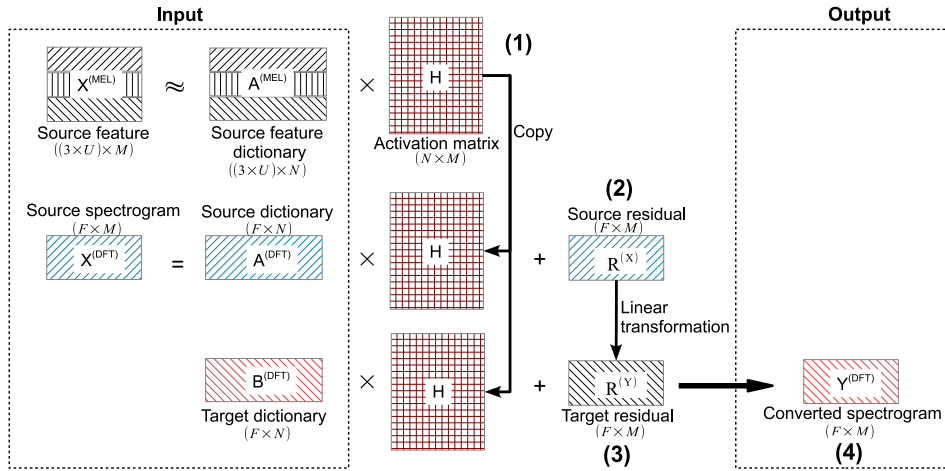 Input
Output
X(MEL)
≈
A(MEL)
×
H
(1)
Source feature
((3×U)×M)
Source feature
dictionary
((3×U)×N)
Activation matrix
(N×M)
Copy
(2)
Source spectrogram
(F×M)
Source dictionary
(F×N)
Source residual
(F×M)
X(DFT)
=
A(DFT)
×
H
+
R(X)
Linear
transformation
B(DFT)
×
H
+
R(Y)
Y(DFT)
Target dictionary
(F×N)
Target residual
(F×M)
Converted spectrogram
(F×M)
(3)
(4)